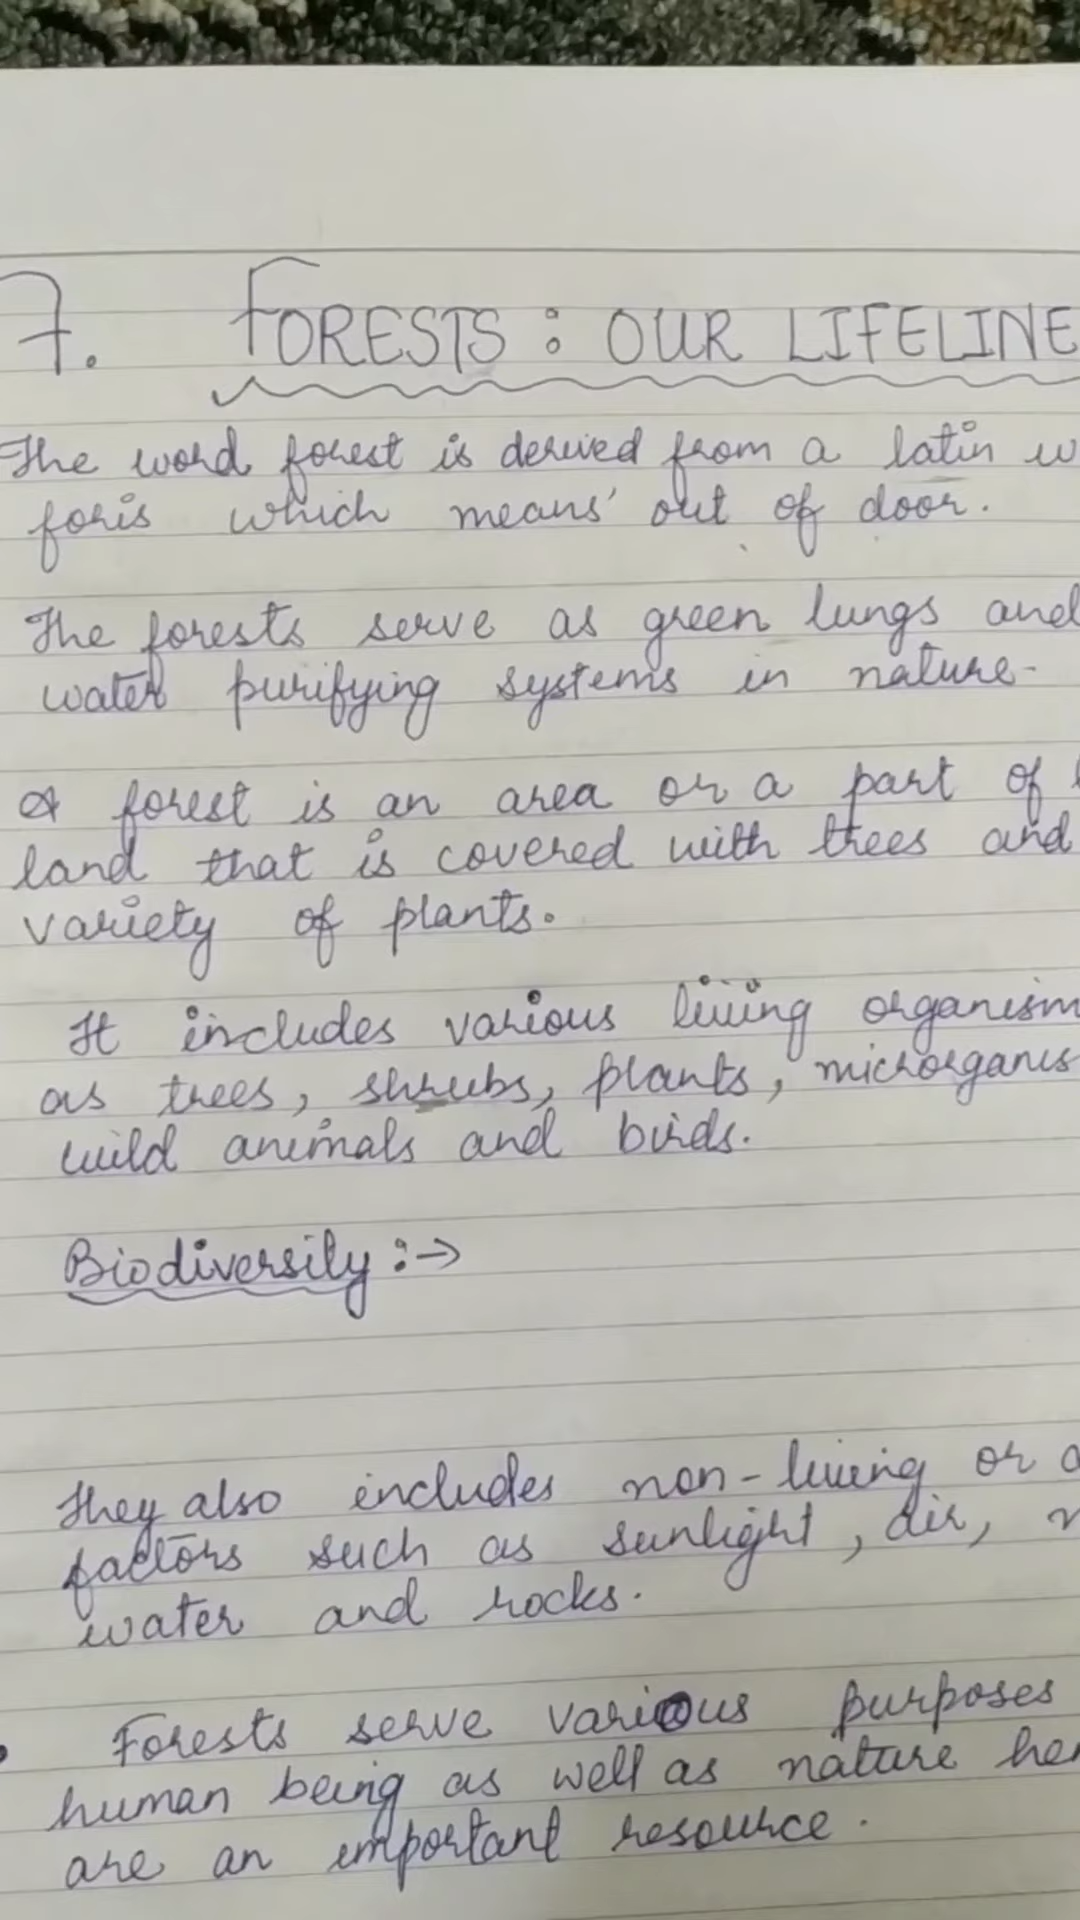 7. FORESTS : OUR LIFELINE
The word forest is derived from a latin
foris which means' out of door.
The forests serve as green lungs and
water purifying systems in nature.
A forest is an area or a part of
land that is covered with trees and
variety of plants.
It includes various living organism
as trees, shrubs, plants, microrganis
wild animals and birds.
Biodiversity :→
They also includes non-living or
factors such as sunlight, air,
water and rocks.
Forests serve various purposes
human being as well as nature
are an important resource.